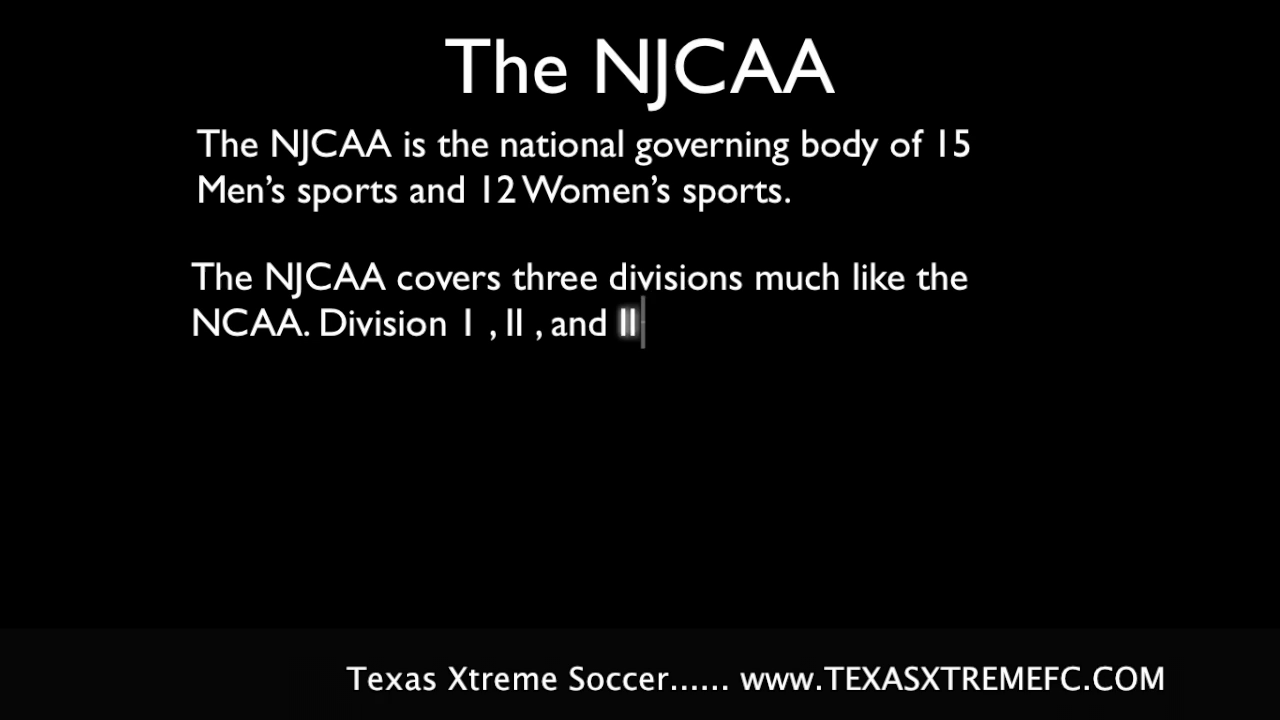 The NJCAA
The NJCAA is the national governing body of 15
Men’s sports and 12 Women’s sports.
The NJCAA covers three divisions much like the
NCAA. Division 1 , II , and II
Texas Xtreme Soccer...... www.TEXASXTREMEFC.COM